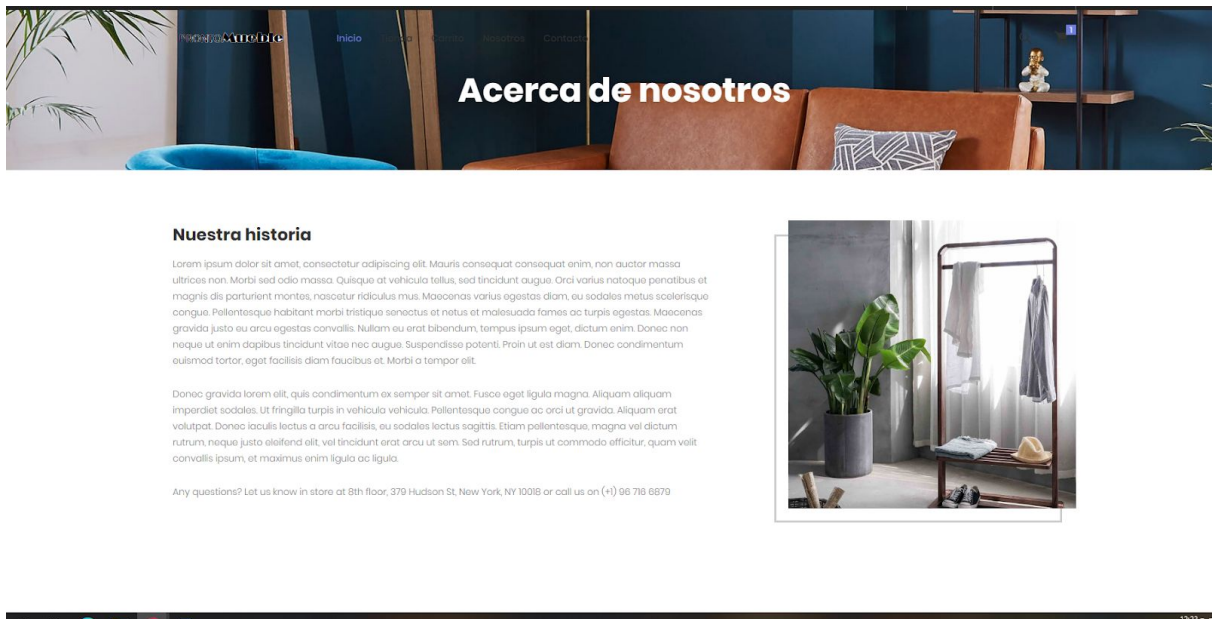 Mueble
Inicio Nosotros Contacto
1
Acerca de nosotros
Nuestra historia
Lorem ipsum dolor sit amet, consectetur adipiscing elit. Mauris consequat consequat enim, non auctor massa
ultrices non. Morbi sed odio massa. Quisque at vehicula tellus, sed tincidunt augue. Orci varius natoque penatibus et
magnis dis parturient montes, nascetur ridiculus mus. Maecenas varius egestas diam, eu sodales metus scelerisque
congue. Pellentesque habitant morbi tristique senectus et netus et malesuada fames ac turpis egestas. Maecenas
gravida justo eu arcu egestas convallis. Nullam eu erat bibendum, tempus ipsum eget, dictum enim. Donec non
neque ut enim dapibus tincidunt vitae nec augue. Suspendisse potenti. Proin ut est diam. Donec condimentum
euismod tortor, eget facilisis diam faucibus et. Morbi a tempor elit.
Donec gravida lorem elit, quis condimentum ex semper sit amet. Fusce eget ligula magna. Aliquam aliquam
imperdiet sodales. Ut fringilla turpis in vehicula vehicula. Pellentesque congue ac orci ut gravida. Aliquam erat
volutpat. Donec iaculis lectus a arcu facilisis, eu sodales lectus sagittis. Etiam pellentesque, magna vel dictum
rutrum, neque justo eleifend elit, vel tincidunt erat arcu ut sem. Sed rutrum, turpis ut commodo efficitur, quam velit
convallis ipsum, et maximus enim ligula ac ligula.
Any questions? Let us know in store at 8th floor, 379 Hudson St, New York, NY 10018 or call us on (+1) 96 716 6879